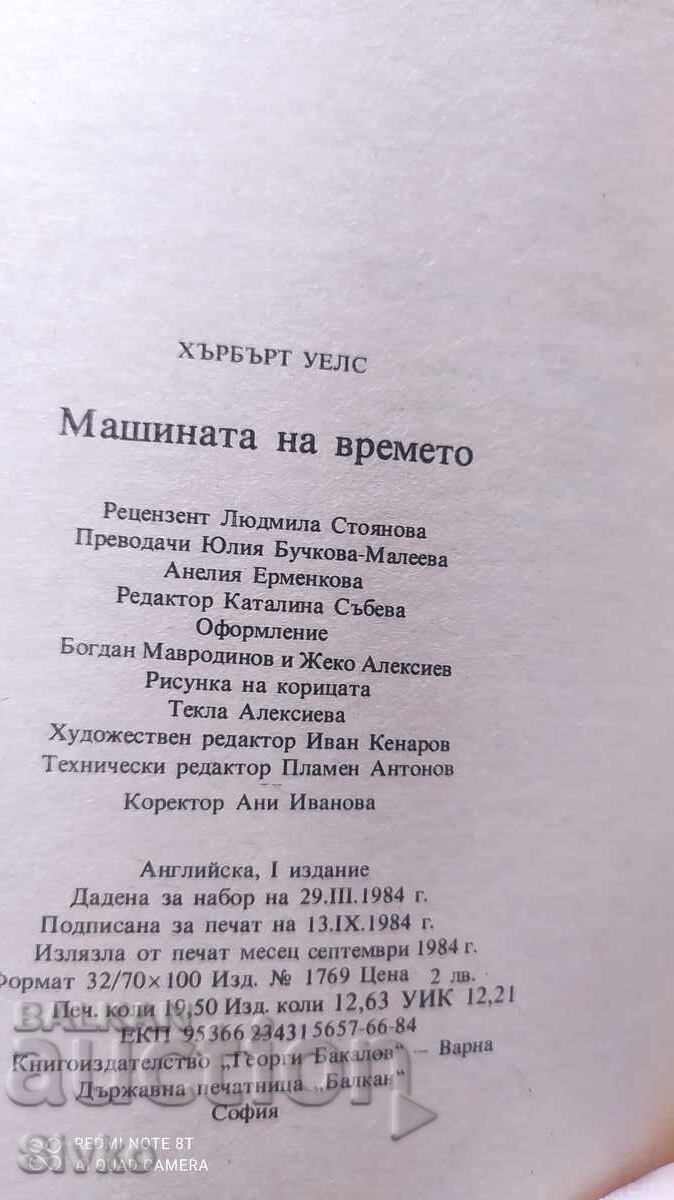 ХЪРБЪРТ УЕЛС
Машината на времето
Рецензент Людмила Стоянова
Преводачи Юлия Бучкова-Малеева
Анелия Ерменкова
Редактор Каталина Събева
Оформление
Богдан Мавродинов и Жеко Алексиев
Рисунка на корицата
Текла Алексиева
Художествен редактор Иван Кенаров
Технически редактор Пламен Антонов
Коректор Ани Иванова
Английска, I издание
Дадена за набор на 29.III.1984 г.
Подписана за печат на 13.IX.1984 г.
Излязла от печат месец септември 1984 г.
Формат 32/70×100 Изд. № 1769 Цена 2 лв.
Печ. коли 19,50 Изд. коли 12,63 УИК 12,21
ЕКП 95366 234315657-66-84
Книгоиздателство „Георги Бакалов“ – Варна
Държавна печатница „Балкан“
София
BALKAN
auction
REDMI NOTE 8T
AI QUAD CAMERA